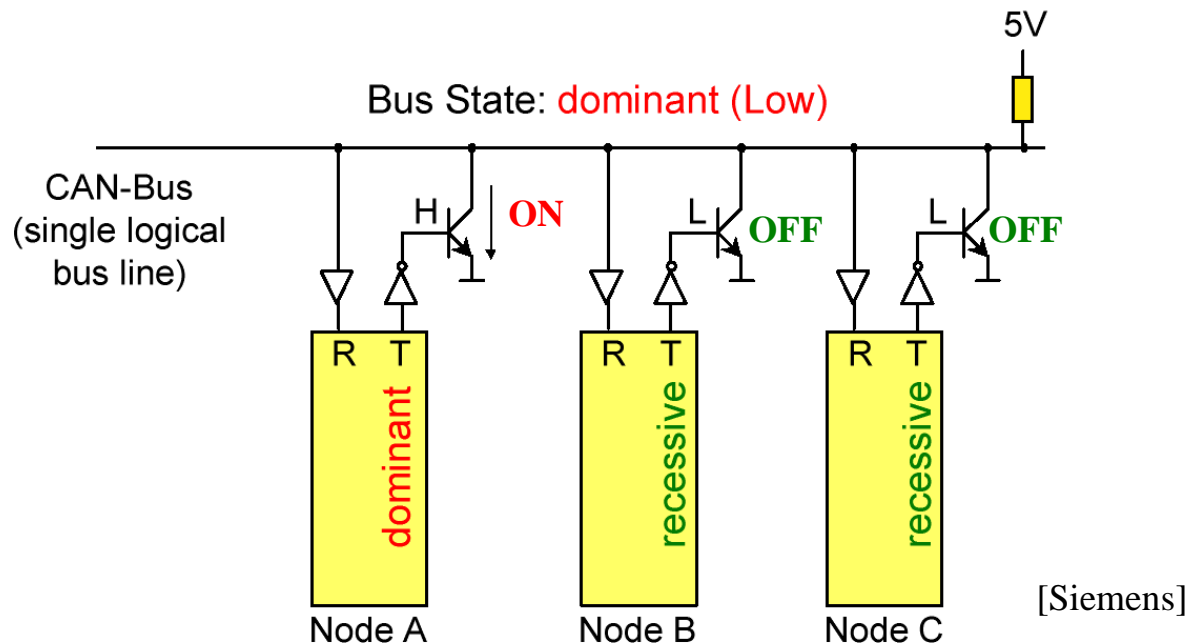 5V
Bus State: dominant (Low)
CAN-Bus
(single logical
bus line)
H ON L OFF L OFF
R T R T R T
dominant recessive recessive
Node A Node B Node C
[Siemens]